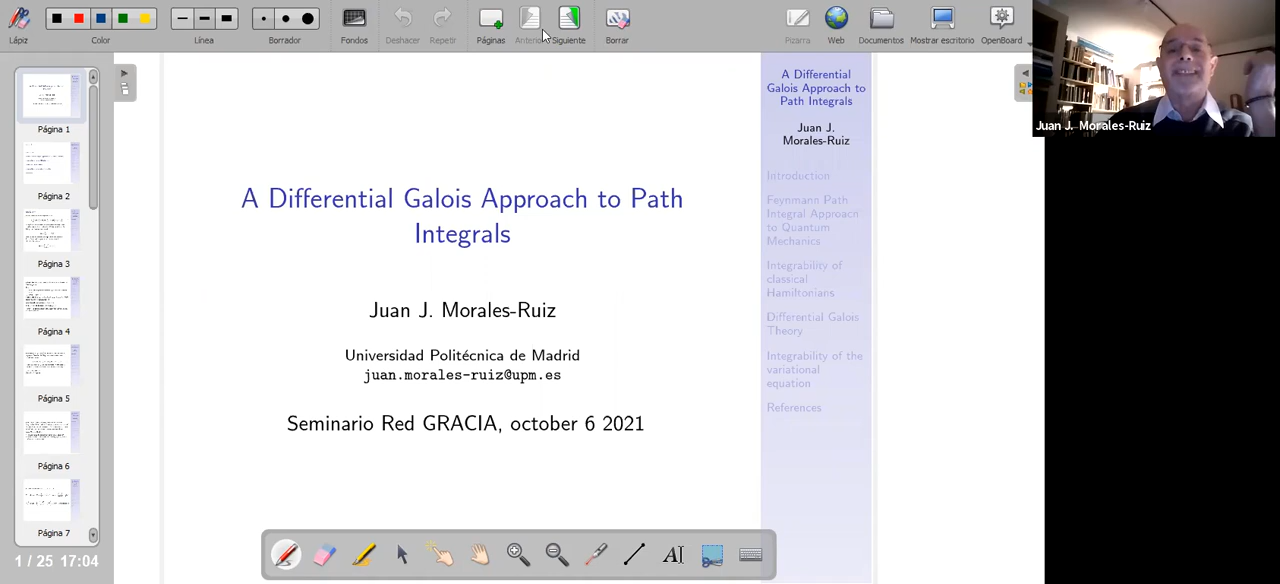 Lápiz
Color
Línea
Borrador
Fondos
Deshacer
Repetir
Páginas
Anterior
Siguiente
Borrar
Pizarra
Web
Documentos
Mostrar escritorio
OpenBoard
Página 1
Página 2
Página 3
Página 4
Página 5
Página 6
Página 7
1 / 25 17:04
A Differential Galois Approach to Path
Integrals
Juan J. Morales-Ruiz
Universidad Politécnica de Madrid
juan.morales-ruiz@upm.es
Seminario Red GRACIA, october 6 2021
A Differential
Galois Approach to
Path Integrals
Juan J.
Morales-Ruiz
Introduction
Feynmann Path
Integral Approach
to Quantum
Mechanics
Integrability of
classical
Hamiltonians
Differential Galois
Theory
Integrability of the
variational
equation
References
Juan J. Morales-Ruiz
AI